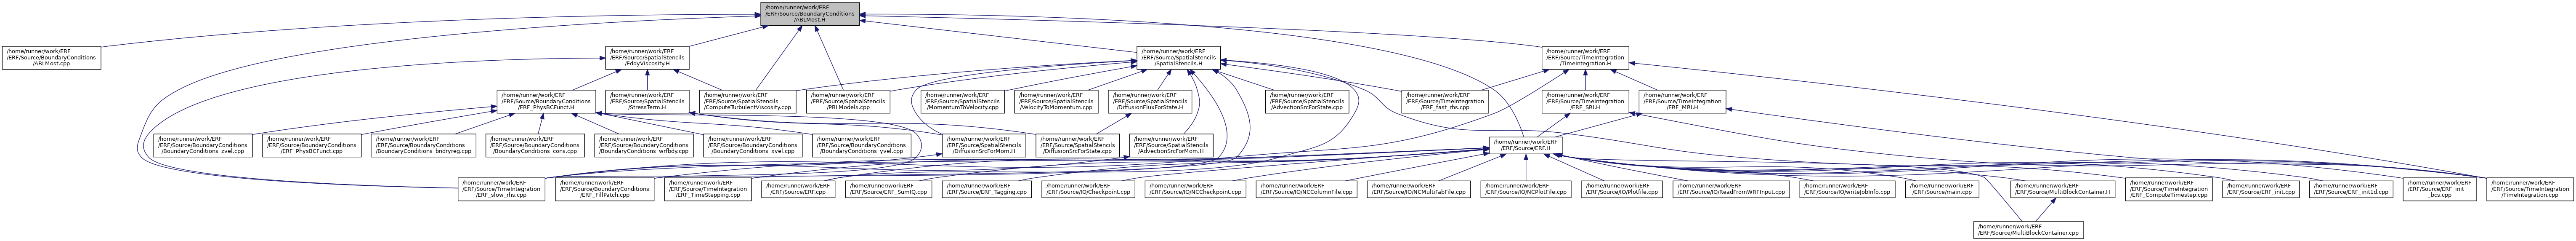 /home/runner/work/ERF
/ERF/Source/BoundaryConditions
/ABLMost.H
/home/runner/work/ERF
/ERF/Source/BoundaryConditions
/ABLMost.cpp
/home/runner/work/ERF
/ERF/Source/SpatialStencils
/EddyViscosity.H
/home/runner/work/ERF
/ERF/Source/SpatialStencils
/SpatialStencils.H
/home/runner/work/ERF
/ERF/Source/TimeIntegration
/TimeIntegration.H
/home/runner/work/ERF
/ERF/Source/BoundaryConditions
/ERF_PhysBCFunct.H
/home/runner/work/ERF
/ERF/Source/SpatialStencils
/StressTerm.H
/home/runner/work/ERF
/ERF/Source/SpatialStencils
/ComputeTurbulentViscosity.cpp
/home/runner/work/ERF
/ERF/Source/SpatialStencils
/PBLModels.cpp
/home/runner/work/ERF
/ERF/Source/SpatialStencils
/MomentumToVelocity.cpp
/home/runner/work/ERF
/ERF/Source/SpatialStencils
/VelocityToMomentum.cpp
/home/runner/work/ERF
/ERF/Source/SpatialStencils
/DiffusionFluxForState.H
/home/runner/work/ERF
/ERF/Source/SpatialStencils
/AdvectionSrcForState.cpp
/home/runner/work/ERF
/ERF/Source/TimeIntegration
/ERF_fast_rhs.cpp
/home/runner/work/ERF
/ERF/Source/TimeIntegration
/ERF_SRI.H
/home/runner/work/ERF
/ERF/Source/TimeIntegration
/ERF_MRI.H
/home/runner/work/ERF
/ERF/Source/BoundaryConditions
/BoundaryConditions_zvel.cpp
/home/runner/work/ERF
/ERF/Source/BoundaryConditions
/ERF_PhysBCFunct.cpp
/home/runner/work/ERF
/ERF/Source/BoundaryConditions
/BoundaryConditions_bndryreg.cpp
/home/runner/work/ERF
/ERF/Source/BoundaryConditions
/BoundaryConditions_cons.cpp
/home/runner/work/ERF
/ERF/Source/BoundaryConditions
/BoundaryConditions_wrfbdy.cpp
/home/runner/work/ERF
/ERF/Source/BoundaryConditions
/BoundaryConditions_xvel.cpp
/home/runner/work/ERF
/ERF/Source/BoundaryConditions
/BoundaryConditions_yvel.cpp
/home/runner/work/ERF
/ERF/Source/SpatialStencils
/DiffusionSrcForMom.H
/home/runner/work/ERF
/ERF/Source/SpatialStencils
/DiffusionSrcForState.cpp
/home/runner/work/ERF
/ERF/Source/SpatialStencils
/AdvectionSrcForMom.H
/home/runner/work/ERF
/ERF/Source/ERF.H
/home/runner/work/ERF
/ERF/Source/TimeIntegration
/ERF_slow_rhs.cpp
/home/runner/work/ERF
/ERF/Source/BoundaryConditions
/ERF_FillPatch.cpp
/home/runner/work/ERF
/ERF/Source/TimeIntegration
/ERF_TimeStepping.cpp
/home/runner/work/ERF
/ERF/Source/ERF.cpp
/home/runner/work/ERF
/ERF/Source/ERF_SumIQ.cpp
/home/runner/work/ERF
/ERF/Source/ERF_Tagging.cpp
/home/runner/work/ERF
/ERF/Source/IO/Checkpoint.cpp
/home/runner/work/ERF
/ERF/Source/IO/NCCheckpoint.cpp
/home/runner/work/ERF
/ERF/Source/IO/NCColumnFile.cpp
/home/runner/work/ERF
/ERF/Source/IO/NCMultiFabFile.cpp
/home/runner/work/ERF
/ERF/Source/IO/NCPlotFile.cpp
/home/runner/work/ERF
/ERF/Source/IO/Plotfile.cpp
/home/runner/work/ERF
/ERF/Source/IO/ReadFromWRFInput.cpp
/home/runner/work/ERF
/ERF/Source/IO/writeJobInfo.cpp
/home/runner/work/ERF
/ERF/Source/main.cpp
/home/runner/work/ERF
/ERF/Source/MultiBlockContainer.H
/home/runner/work/ERF
/ERF/Source/TimeIntegration
/ERF_ComputeTimestep.cpp
/home/runner/work/ERF
/ERF/Source/ERF_init.cpp
/home/runner/work/ERF
/ERF/Source/ERF_init1d.cpp
/home/runner/work/ERF
/ERF/Source/ERF_init
_bcs.cpp
/home/runner/work/ERF
/ERF/Source/TimeIntegration
/TimeIntegration.cpp
/home/runner/work/ERF
/ERF/Source/MultiBlockContainer.cpp